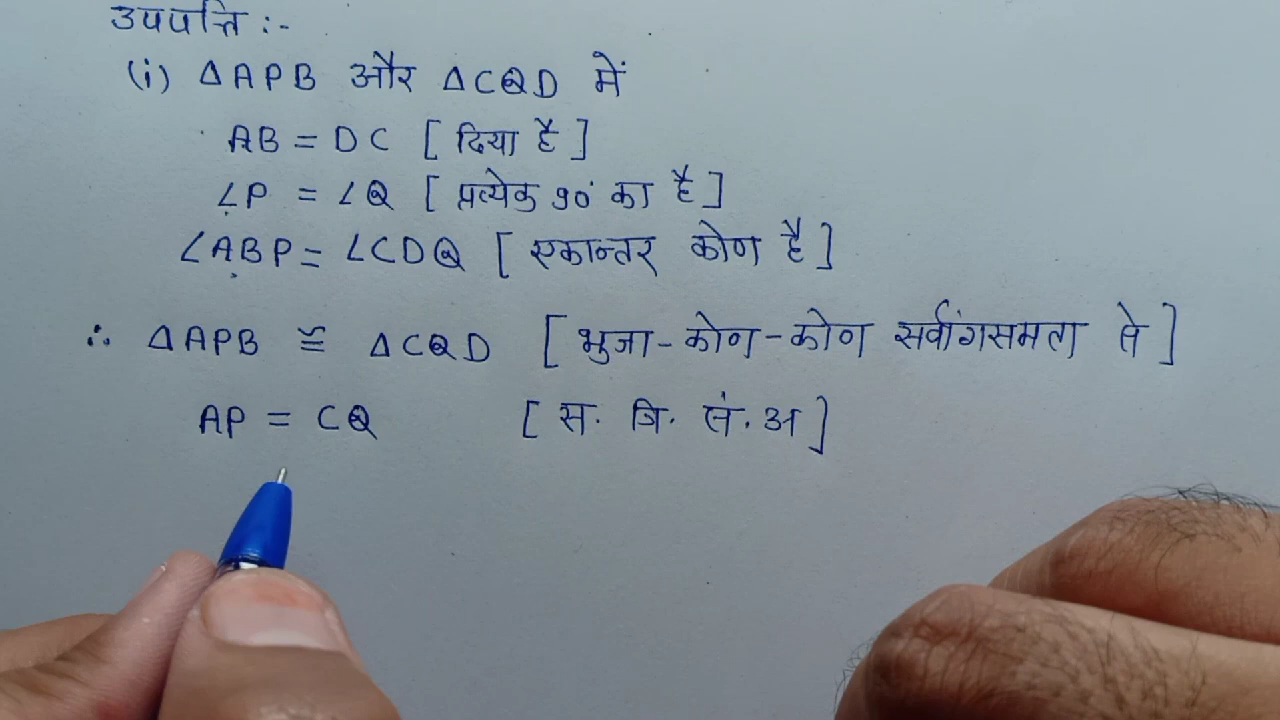 उपपत्ति :-
(i) ΔAPB और ΔCQD में
AB = DC [ दिया है ]
∠P = ∠Q [ प्रत्येक 90° का है ]
∠ABP = ∠CDQ [ एकान्तर कोण है ]
∴ ΔAPB ≅ ΔCQD [ भुजा-कोण-कोण सर्वांगसमता से ]
AP = CQ [ स. त्रि. सं. अ ]